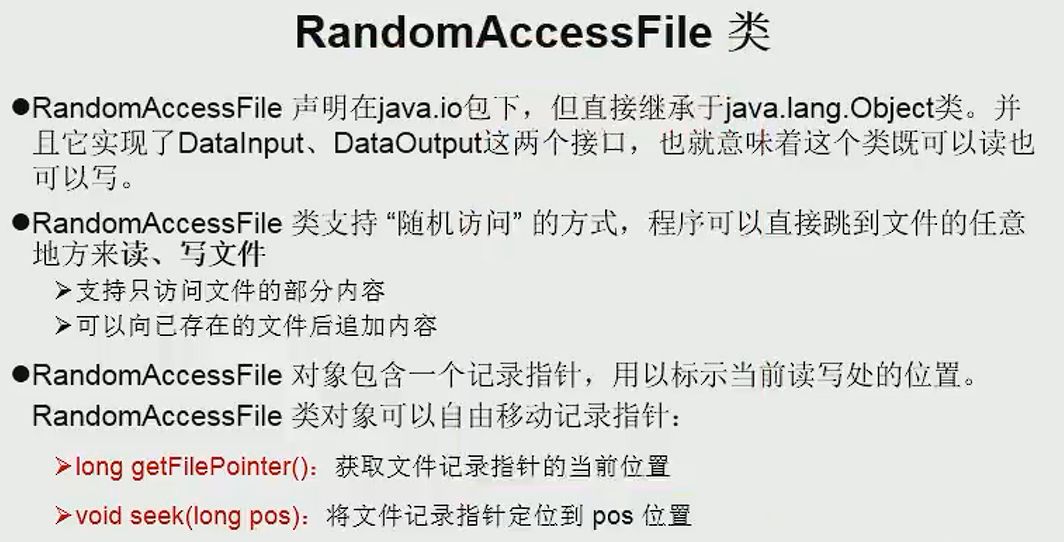 RandomAccessFile 类
●RandomAccessFile 声明在java.io包下，但直接继承于java.lang.Object类。并
且它实现了DataInput、DataOutput这两个接口，也就意味着这个类既可以读也
可以写。
●RandomAccessFile 类支持 “随机访问” 的方式，程序可以直接跳到文件的任意
地方来读、写文件
➢支持只访问文件的部分内容
➢可以向已存在的文件后追加内容
●RandomAccessFile 对象包含一个记录指针，用以标示当前读写处的位置。
RandomAccessFile 类对象可以自由移动记录指针：
➢long getFilePointer()：获取文件记录指针的当前位置
➢void seek(long pos)：将文件记录指针定位到 pos 位置